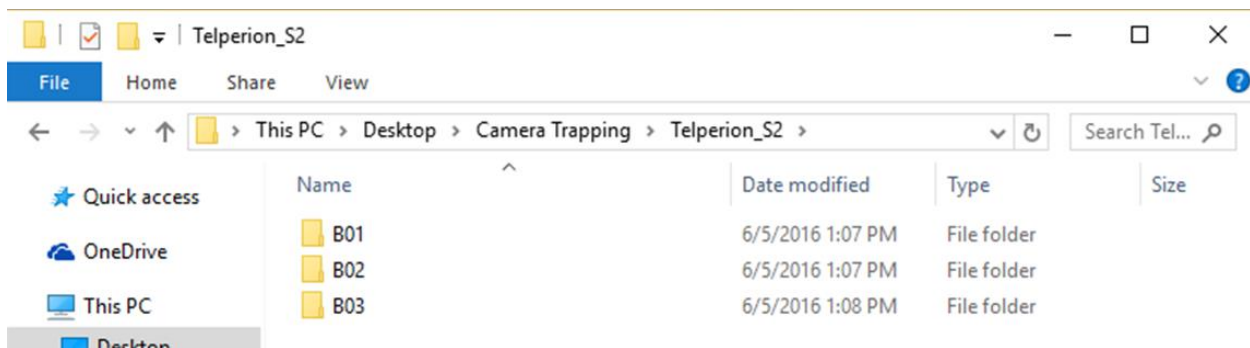 Telperion_S2
File Home Share View
This PC > Desktop > Camera Trapping > Telperion_S2 >
Search Tel...
Name Date modified Type Size
Quick access
OneDrive
This PC
Desktop
B01 6/5/2016 1:07 PM File folder
B02 6/5/2016 1:07 PM File folder
B03 6/5/2016 1:08 PM File folder